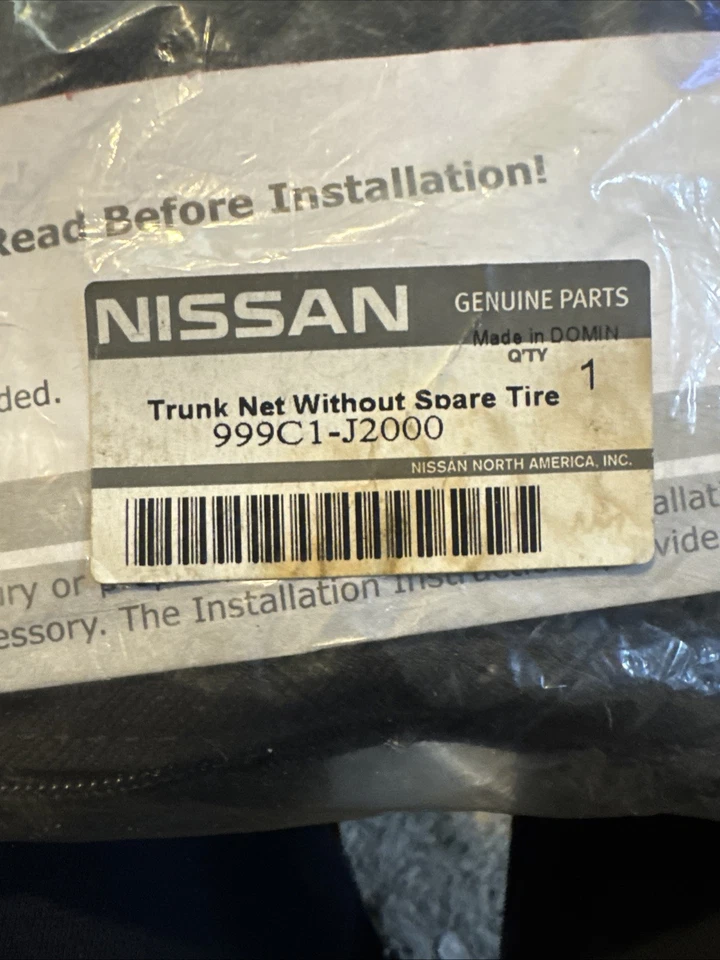 Read Before Installation!
NISSAN GENUINE PARTS
Made in DOMIN
Q'TY
1
ded.
Trunk Net Without Spare Tire
999C1-J2000
NISSAN NORTH AMERICA, INC.
allat
ury or
vide
essory. The Installation